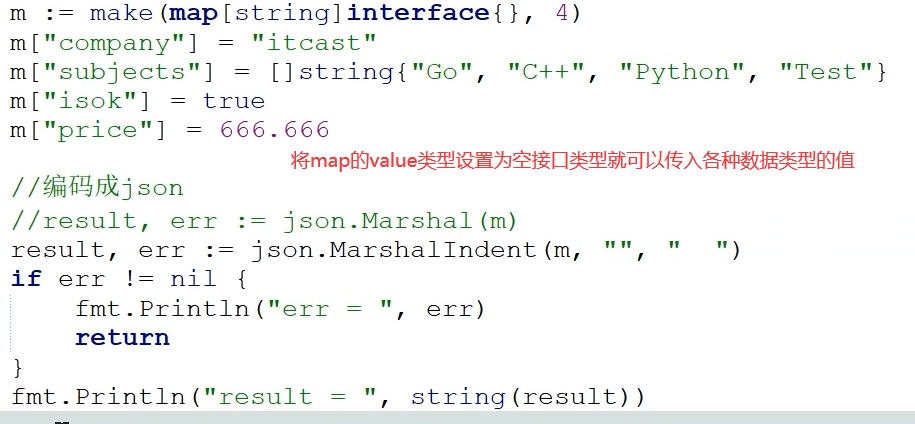 m := make(map[string]interface{}, 4)
m["company"] = "itcast"
m["subjects"] = []string{"Go", "C++", "Python", "Test"}
m["isok"] = true
m["price"] = 666.666
将map的value类型设置为空接口类型就可以传入各种数据类型的值
//编码成json
//result, err := json.Marshal(m)
result, err := json.MarshalIndent(m, "", "  ")
if err != nil {
    fmt.Println("err = ", err)
    return
}
fmt.Println("result = ", string(result))